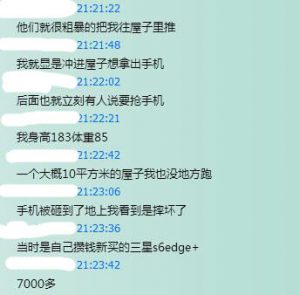 21:21:22
他们就很粗暴的把我往屋子里推
21:21:48
我就显是冲进屋子想拿出手机
21:22:02
后面也就立刻有人说要抢手机
21:22:21
我身高183体重85
21:22:42
一个大概10平方米的屋子我也没地方跑
21:23:06
手机被砸到了地上我看到是摔坏了
21:23:36
当时是自己攒钱新买的三星s6edge+
21:23:42
7000多